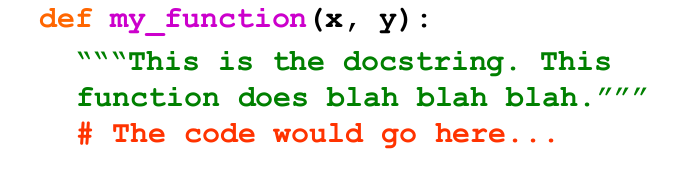 def my_function(x, y):
“““This is the docstring. This
function does blah blah blah.”””
# The code would go here...